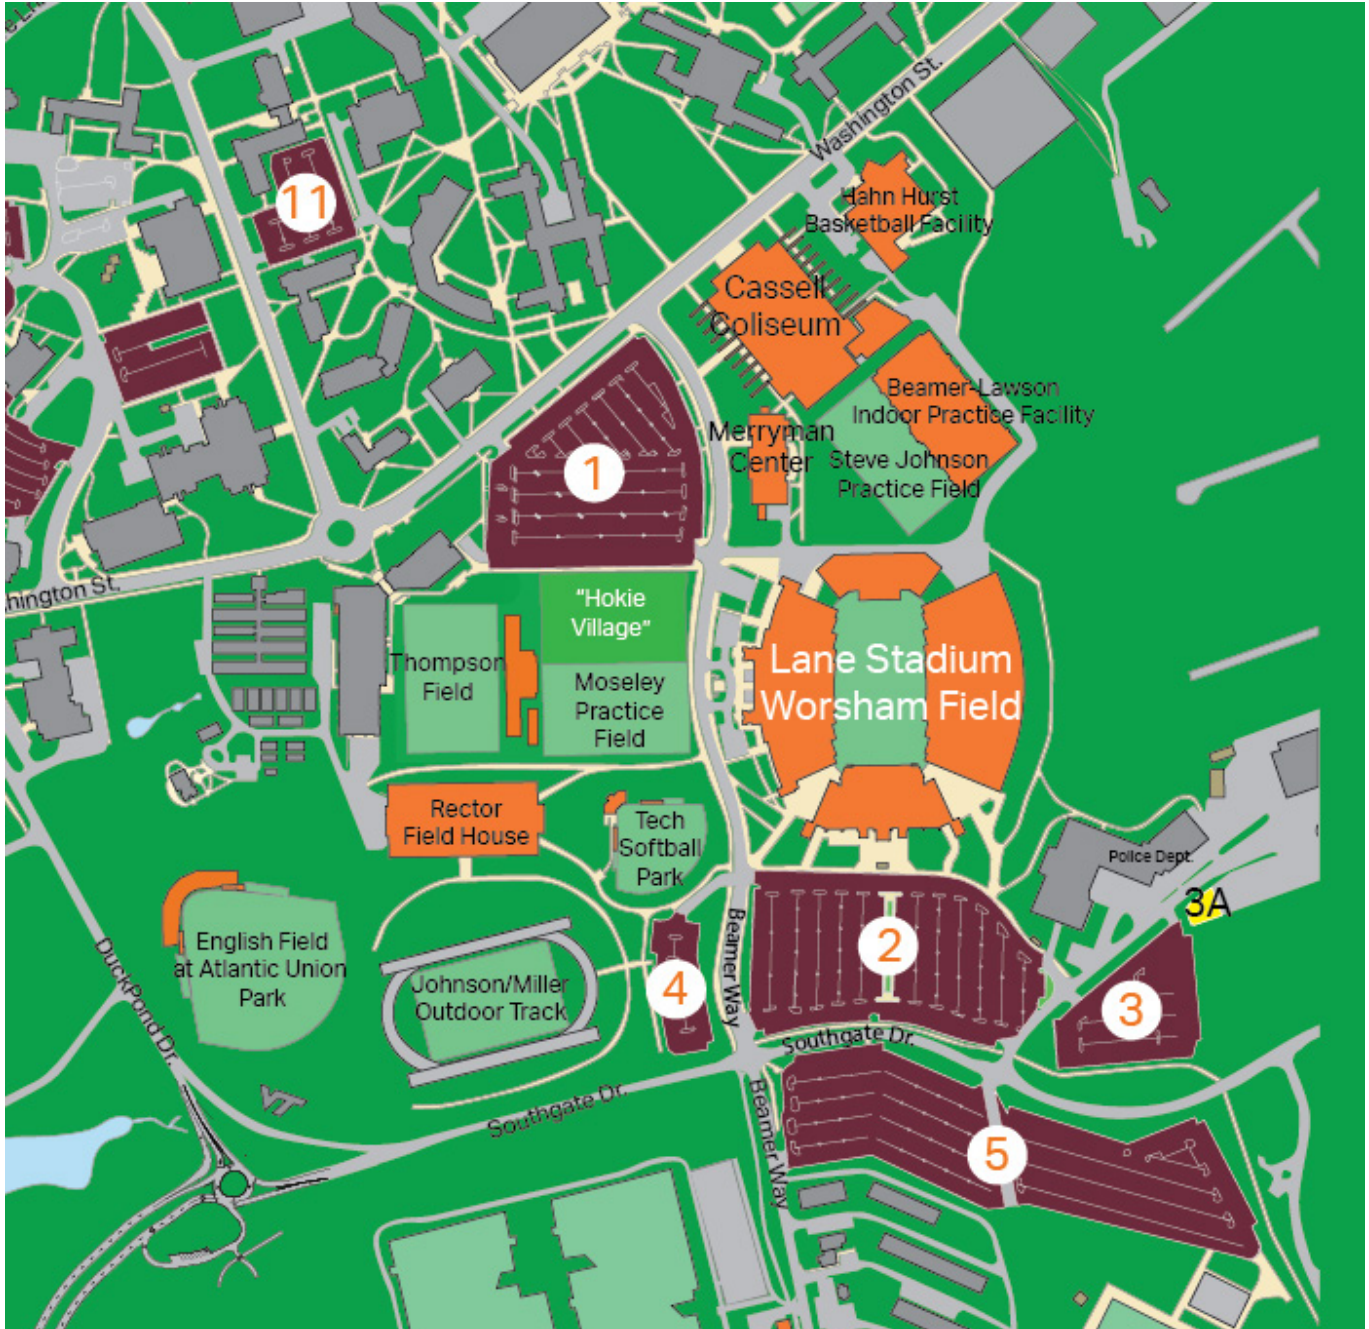 Washington St.
11
Hahn Hurst
Basketball Facility
Cassell
Coliseum
Beamer-Lawson
Indoor Practice Facility
Merryman
Center
Steve Johnson
Practice Field
1
hington St.
"Hokie
Village"
Thompson
Field
Moseley
Practice
Field
Lane Stadium
Worsham Field
Rector
Field House
Tech
Softball
Park
Police Dept.
3A
English Field
at Atlantic Union
Park
Johnson/Miller
Outdoor Track
4
Beamer Way
2
3
DuckPond Dr.
Southgate Dr.
VT
Southgate Dr.
Beamer Way
5